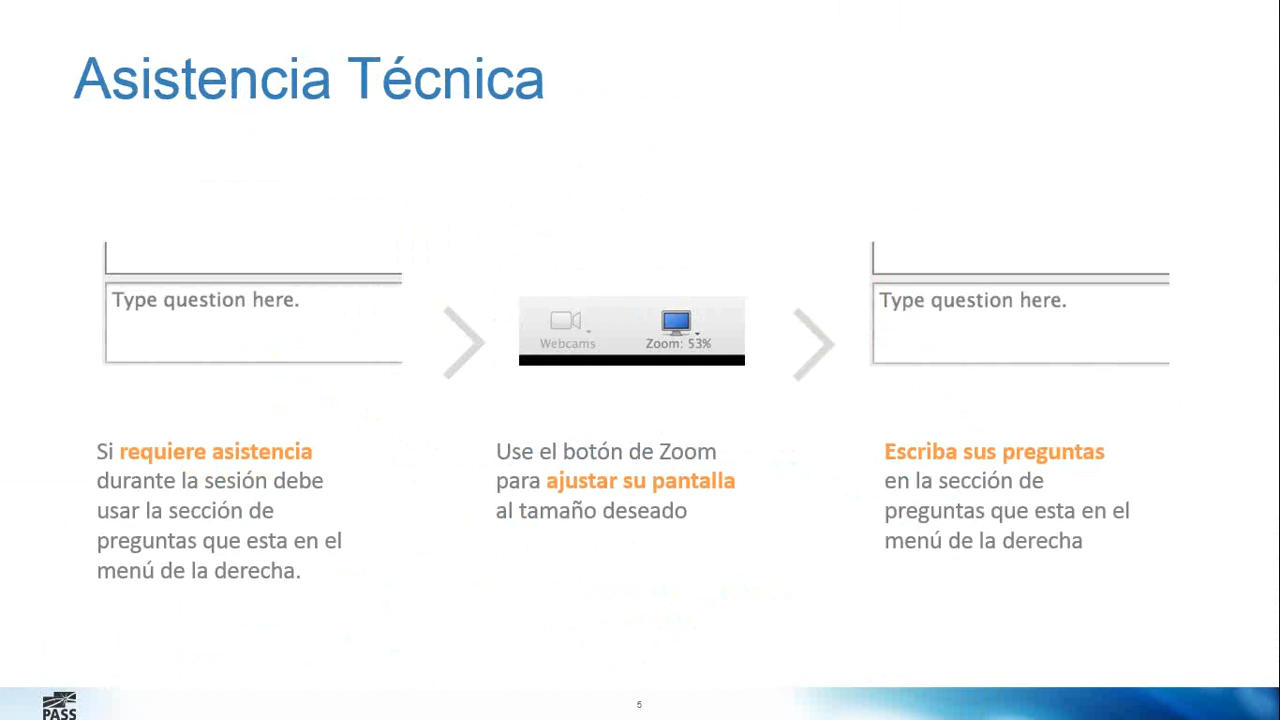 Asistencia Técnica
Type question here.
Webcams
Zoom: 53%
Type question here.
Si requiere asistencia
durante la sesión debe
usar la sección de
preguntas que esta en el
menú de la derecha.
Use el botón de Zoom
para ajustar su pantalla
al tamaño deseado
Escriba sus preguntas
en la sección de
preguntas que esta en el
menú de la derecha
PASS
5